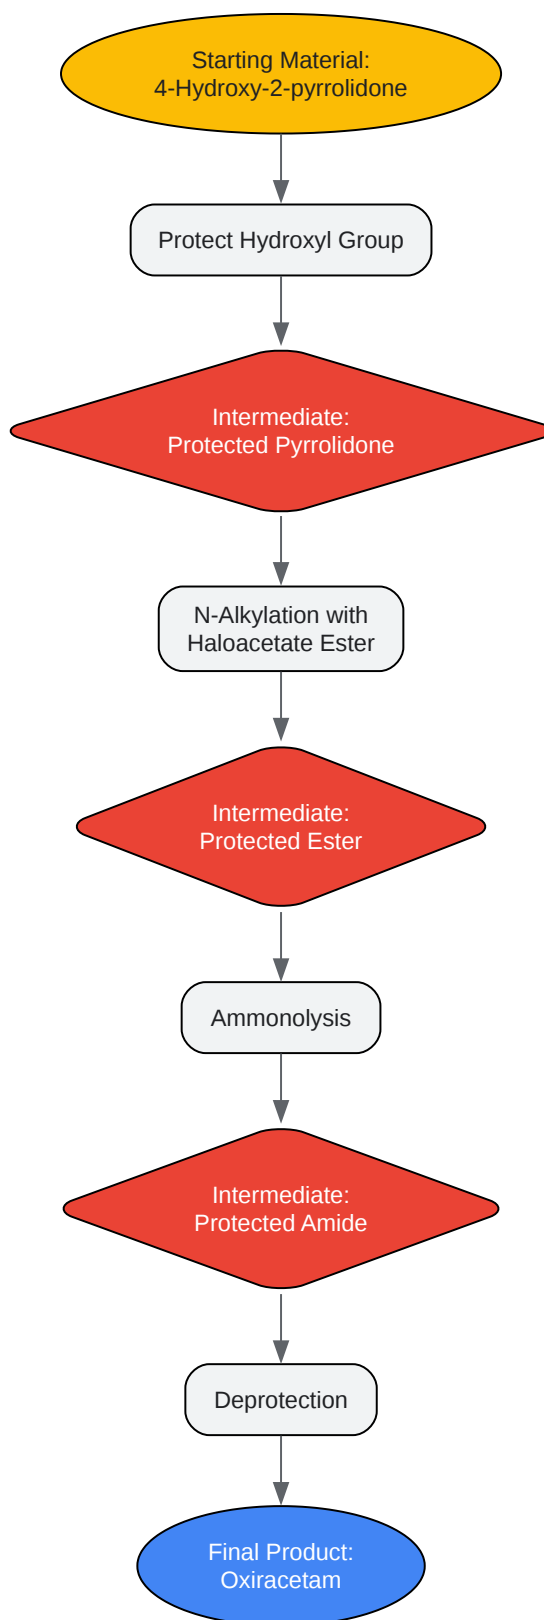 Starting Material:
4-Hydroxy-2-pyrrolidone
Protect Hydroxyl Group
Intermediate:
Protected Pyrrolidone
N-Alkylation with
Haloacetate Ester
Intermediate:
Protected Ester
Ammonolysis
Intermediate:
Protected Amide
Deprotection
Final Product:
Oxiracetam